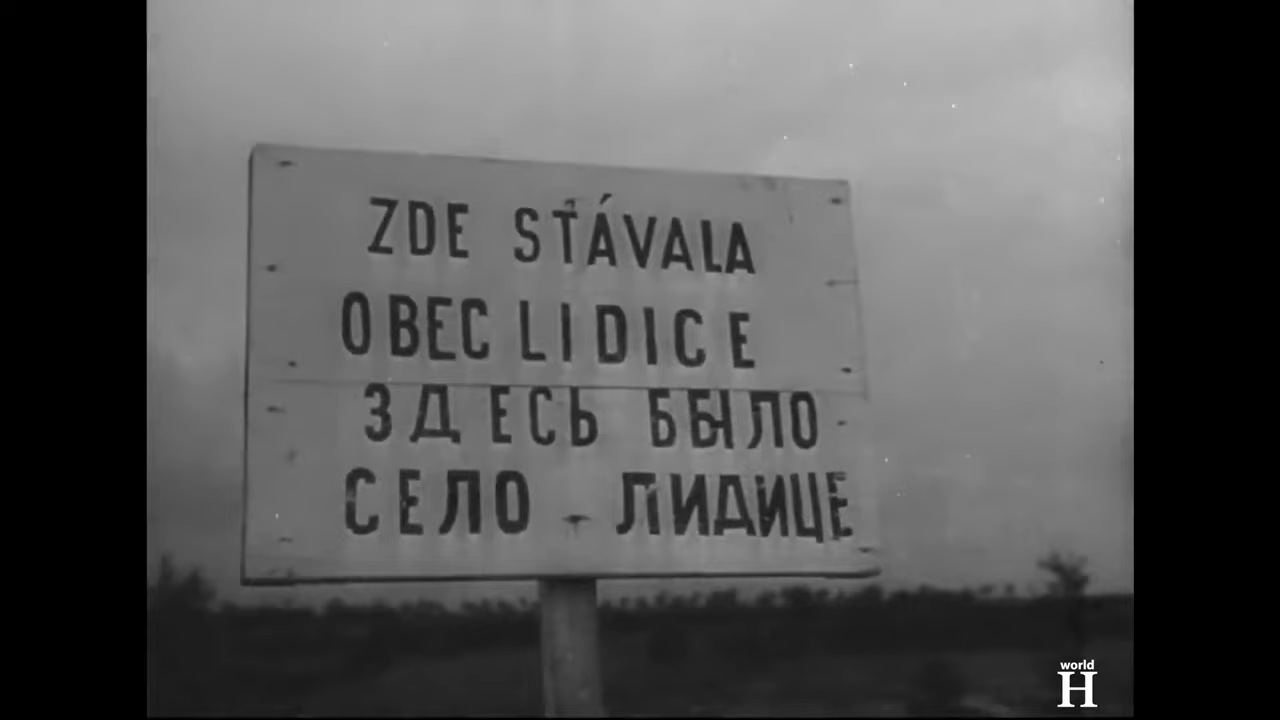 ZDE STÁVALA
OBEC LIDICE
ЗДЕСЬ БЫЛО
СЕЛО ЛИДИЦЕ
world
H